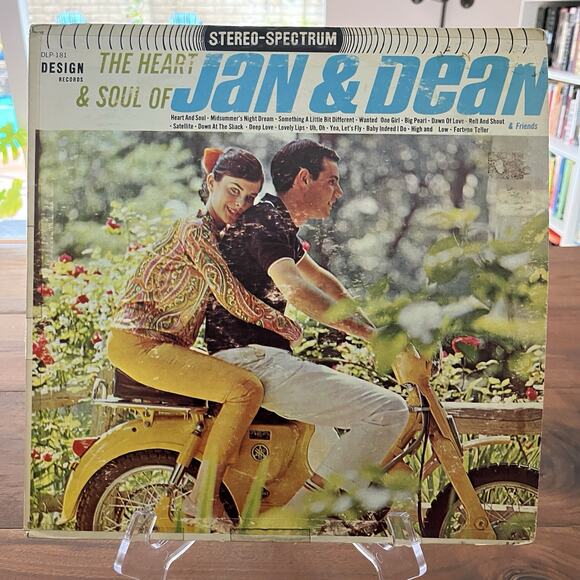 STEREO-SPECTRUM
DLP-181
DESIGN
RECORDS
THE HEART
& SOUL OF
JAN & DEAN
Heart And Soul - Midsummer's Night Dream - Something A Little Bit Different - Wanted One Girl - Big Pearl - Dawn Of Love - Roll And Shout
- Satellite - Down At The Shack - Deep Love - Lovely Lips - Uh, Oh - Yea, Let's Fly - Baby Indeed I Do - High and Low - Fortune Teller
& Friends